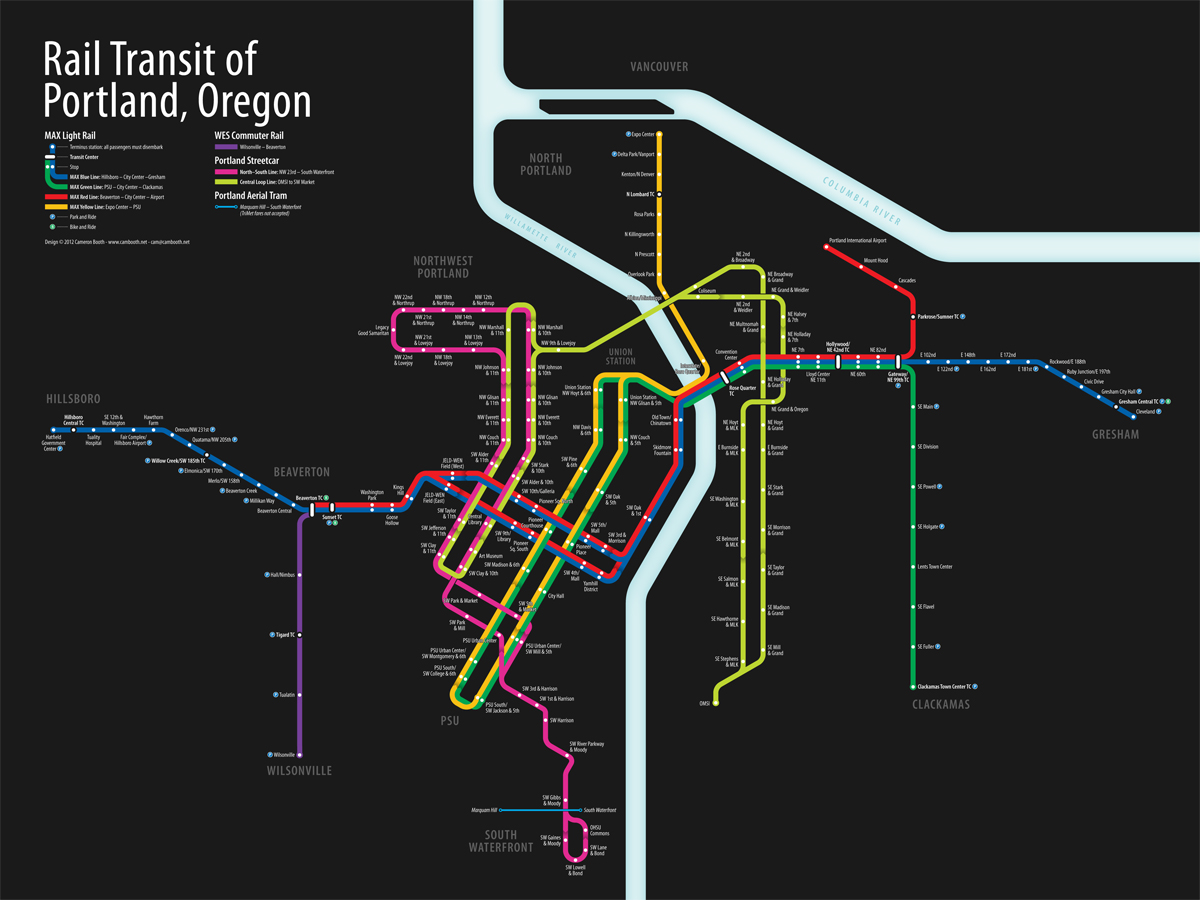 Rail Transit of
Portland, Oregon
MAX Light Rail
Terminus station: all passengers must disembark
Transit Center
Stop
MAX Blue Line: Hillsboro – City Center –Gresham
MAX Green Line: PSU – City Center – Clackamas
MAX Red Line: Beaverton – City Center – Airport
MAX Yellow Line: Expo Center – PSU
Park and Ride
Bike and Ride
Design © 2012 Cameron Booth - www.cambooth.net - cam@cambooth.net
WES Commuter Rail
Wilsonville – Beaverton
Portland Streetcar
North–South Line: NW 23rd – South Waterfront
Central Loop Line: OMSI to SW Market
Portland Aerial Tram
Marquam Hill – South Waterfont
(TriMet fares not accepted)
VANCOUVER
COLUMBIA RIVER
WILLAMETTE RIVER
NORTH
PORTLAND
Expo Center
Delta Park/Vanport
Kenton/N Denver
N Lombard TC
Rosa Parks
N Killingsworth
N Prescott
Overlook Park
Albina/Mississippi
Portland International Airport
Mount Hood
Cascades
Parkrose/Sumner TC
NORTHWEST
PORTLAND
NW 22nd
& Northrup
NW 18th
& Northrup
NW 12th
& Northrup
NW 21st
& Northrup
NW 14th
& Northrup
Legacy
Good Samaritan
NW 21st
& Lovejoy
NW 13th
& Lovejoy
NW 22nd
& Lovejoy
NW 18th
& Lovejoy
NW Marshall
& 11th
NW Marshall
& 10th
NW 9th & Lovejoy
NW Johnson
& 11th
NW Johnson
& 10th
NW Glisan
& 11th
NW Glisan
& 10th
NW Everett
& 11th
NW Everett
& 10th
NW Couch
& 11th
NW Couch
& 10th
SW Alder
& 11th
SW Stark
& 10th
SW Alder & 10th
SW 10th/Galleria
UNION
STATION
Union Station/
NW Hoyt & 6th
Union Station/
NW Glisan & 5th
NW Davis
& 6th
NW Couch
& 5th
SW Pine
& 6th
SW Oak
& 5th
Old Town/
Chinatown
Skidmore
Fountain
SW Oak
& 1st
SW 5th/
Mall
SW 3rd &
Morrison
Pioneer
Place
Pioneer
Courthouse
Pioneer
Sq. South
SW 9th/
Library
Central
Library
SW 4th/
Mall
Yamhill
District
SW Taylor
& 11th
SW Jefferson
& 11th
SW Clay
& 11th
Art Museum
SW Clay & 10th
SW Madison & 6th
City Hall
SW Park & Market
SW Park
& Mill
PSU Urban Center
PSU Urban Center/
SW Montgomery & 6th
PSU Urban Center/
SW Mill & 5th
PSU South/
SW College & 6th
PSU South/
SW Jackson & 5th
PSU
SW 3rd & Harrison
SW 1st & Harrison
SW Harrison
SW River Parkway
& Moody
SW Gibbs
& Moody
Marquam Hill
South Waterfront
OHSU
Commons
SW Gaines
& Moody
SW Lane
& Bond
SW Lowell
& Bond
SOUTH
WATERFRONT
HILLSBORO
Hillsboro
Central TC
SE 12th &
Washington
Hawthorn
Farm
Hatfield
Government
Center
Tuality
Hospital
Fair Complex/
Hillsboro Airport
Orenco/NW 231st
Quatama/NW 205th
Willow Creek/SW 185th TC
Elmonica/SW 170th
Merlo/SW 158th
Beaverton Creek
Millikan Way
Beaverton Central
BEAVERTON
Beaverton TC
Sunset TC
Washington
Park
Goose
Hollow
Kings
Hill
JELD-WEN
Field (West)
JELD-WEN
Field (East)
Hall/Nimbus
Tigard TC
Tualatin
Wilsonville
WILSONVILLE
NE 2nd
& Broadway
NE Broadway
& Grand
Coliseum
NE 2nd
& Weidler
NE Grand & Weidler
NE Halsey
& 7th
NE Multnomah
& Grand
NE Holladay
& 7th
Convention
Center
Rose Quarter
TC
NE 7th
Lloyd Center/
NE 11th
Hollywood/
NE 42nd TC
NE 60th
NE 82nd
Gateway/
NE 99th TC
NE Grand & Oregon
NE Hoyt
& MLK
NE Hoyt
& Grand
E Burnside
& MLK
E Burnside
& Grand
SE Stark
& Grand
SE Washington
& MLK
SE Morrison
& Grand
SE Belmont
& MLK
SE Taylor
& Grand
SE Salmon
& MLK
SE Madison
& Grand
SE Hawthorne
& MLK
SE Mill
& Grand
SE Stephens
& MLK
OMSI
E 102nd
E 122nd
E 148th
E 162nd
E 172nd
E 181st
Rockwood/E 188th
Ruby Junction/E 197th
Civic Drive
Gresham City Hall
Gresham Central TC
Cleveland
GRESHAM
SE Main
SE Division
SE Powell
SE Holgate
Lents Town Center
SE Flavel
SE Fuller
Clackamas Town Center TC
CLACKAMAS